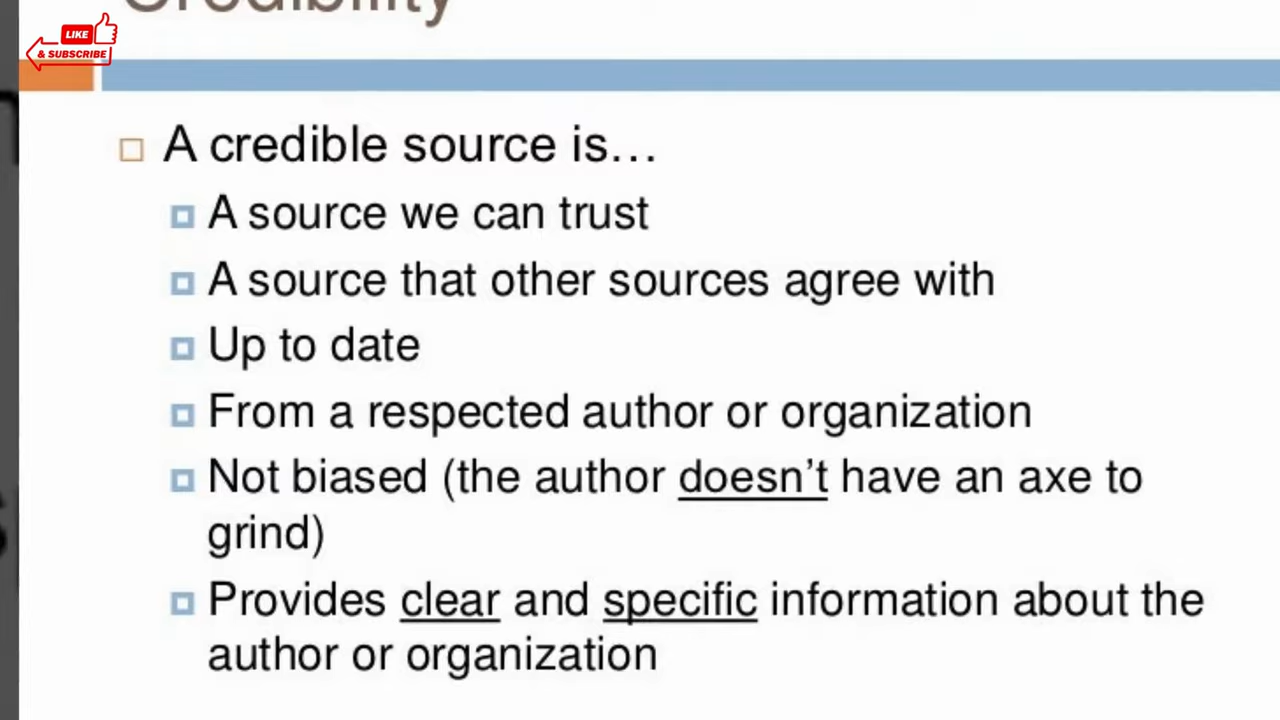 Credibility
LIKE
& SUBSCRIBE
A credible source is…
A source we can trust
A source that other sources agree with
Up to date
From a respected author or organization
Not biased (the author doesn't have an axe to
grind)
Provides clear and specific information about the
author or organization